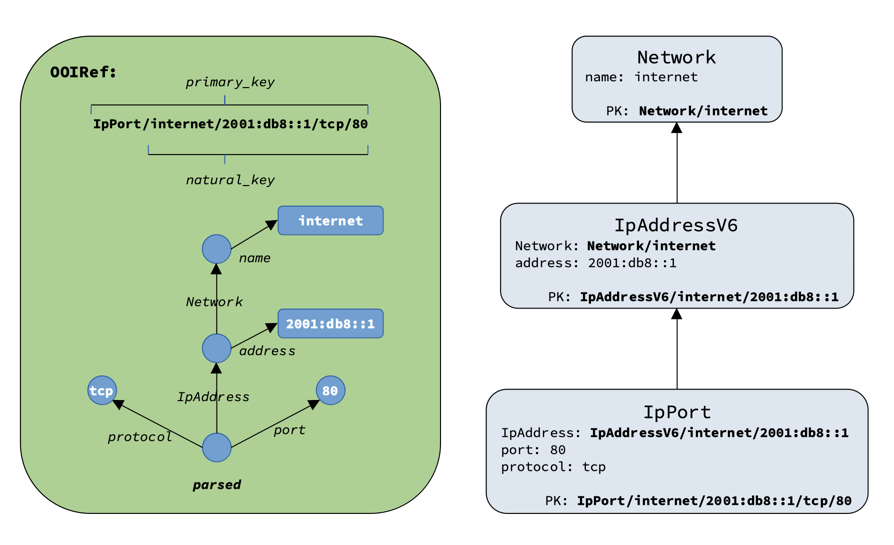 OOIRef:
primary_key
IpPort/internet/2001:db8::1/tcp/80
natural_key
internet
name
Network
2001:db8::1
address
IpAddress
tcp
80
protocol
port
parsed
Network
name: internet
PK: Network/internet
IpAddressV6
Network: Network/internet
address: 2001:db8::1
PK: IpAddressV6/internet/2001:db8::1
IpPort
IpAddress: IpAddressV6/internet/2001:db8::1
port: 80
protocol: tcp
PK: IpPort/internet/2001:db8::1/tcp/80